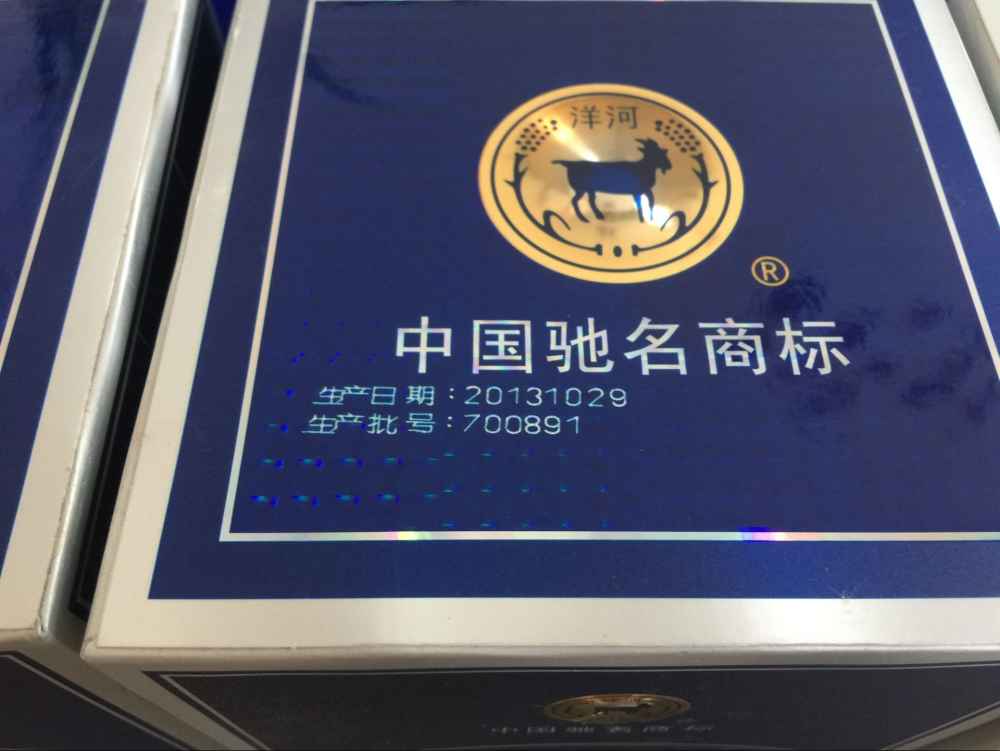 洋河
®
中国驰名商标
生产日期:20131029
生产批号:700891